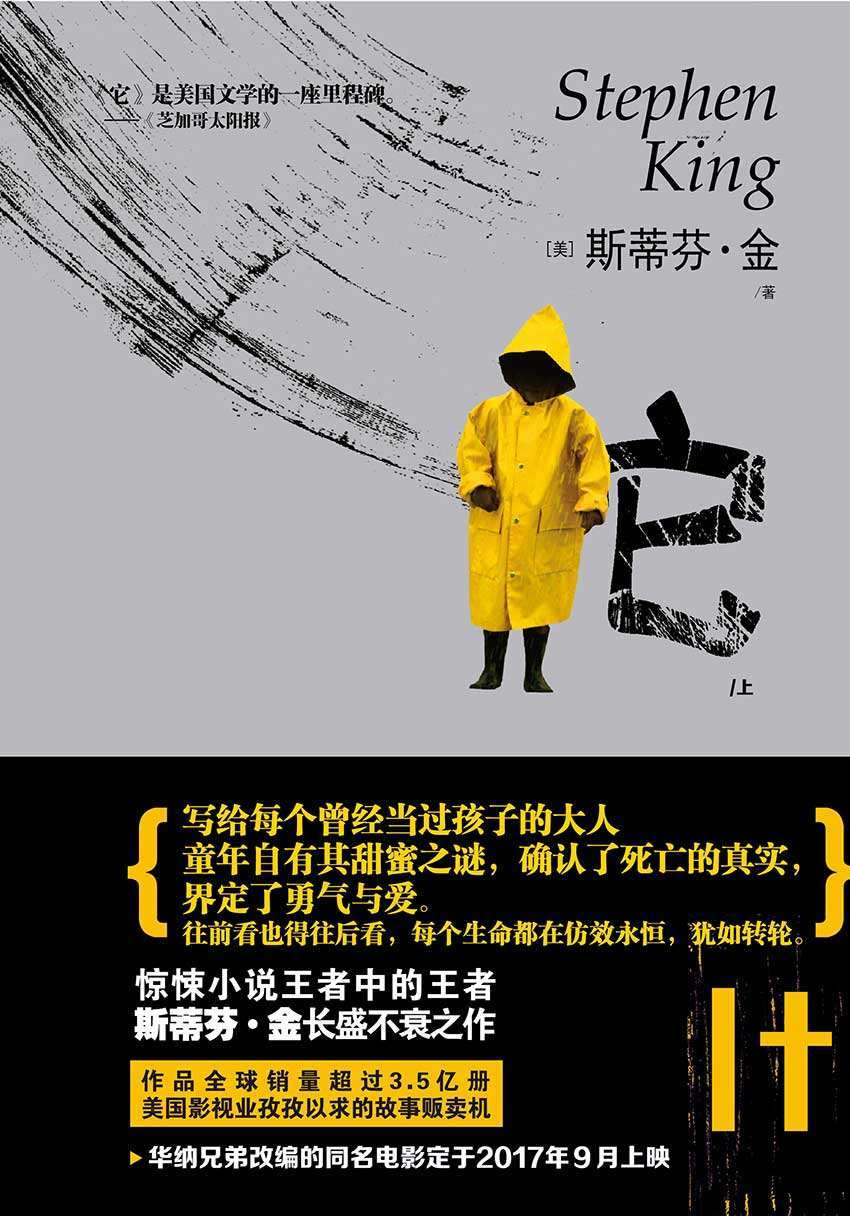 《它》是美国文学的一座里程碑。
——《芝加哥太阳报》
Stephen
King
[美] 斯蒂芬·金
/著
它
/上
写给每个曾经当过孩子的大人
童年自有其甜蜜之谜，确认了死亡的真实，
界定了勇气与爱。
往前看也得往后看，每个生命都在仿效永恒，犹如转轮。
惊悚小说王者中的王者
斯蒂芬·金长盛不衰之作
It
作品全球销量超过3.5亿册
美国影视业孜孜以求的故事贩卖机
▶华纳兄弟改编的同名电影定于2017年9月上映